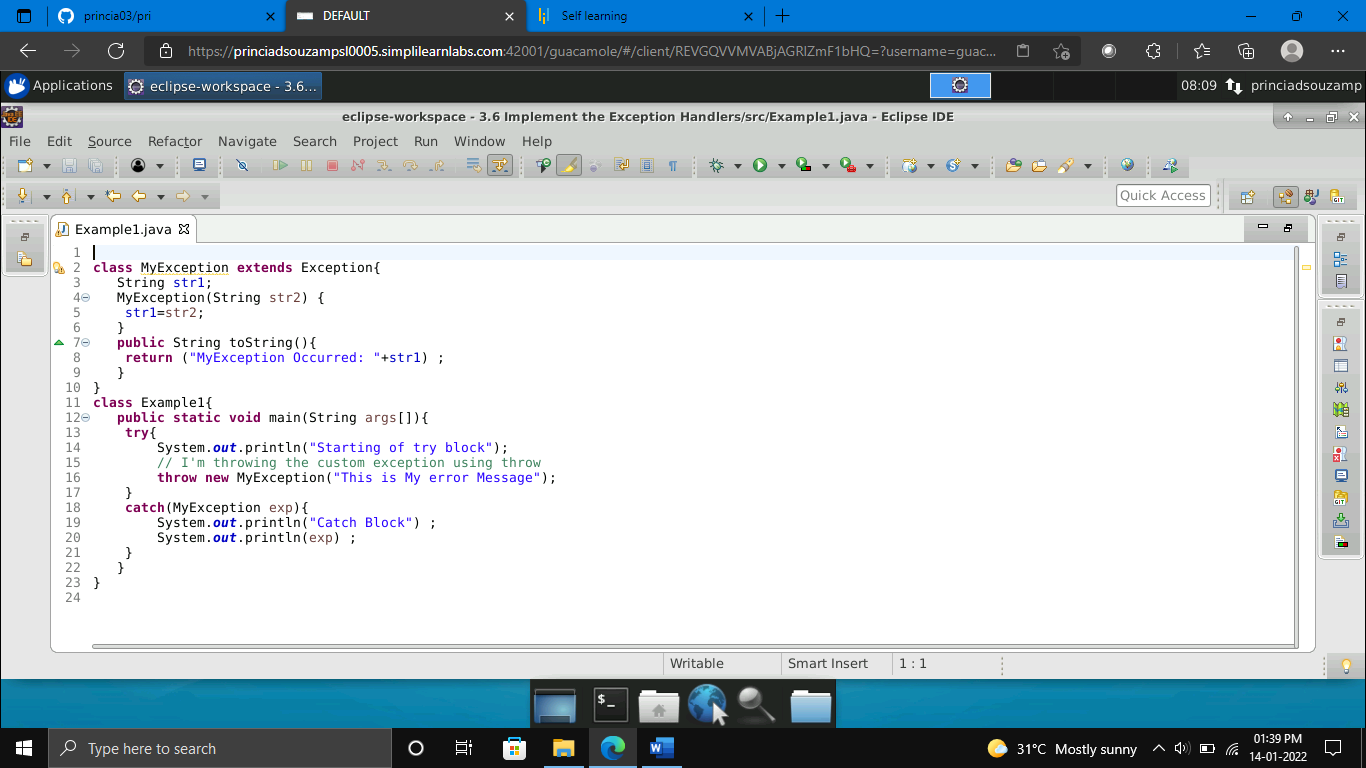 princia03/pri
DEFAULT
Self learning
https://princiadsouzampsl0005.simplilearnlabs.com:42001/guacamole/#/client/REVGQVVMVABjAGRlZmF1bHQ=?username=guac...
Applications
eclipse-workspace - 3.6...
08:09
princiadsouzamp
eclipse-workspace - 3.6 Implement the Exception Handlers/src/Example1.java - Eclipse IDE
File Edit Source Refactor Navigate Search Project Run Window Help
Quick Access
Example1.java
1
2 class MyException extends Exception{
3 String str1;
4 MyException(String str2) {
5 str1=str2;
6 }
7 public String toString(){
8 return ("MyException Occurred: "+str1) ;
9 }
10 }
11 class Example1{
12 public static void main(String args[]){
13 try{
14 System.out.println("Starting of try block");
15 // I'm throwing the custom exception using throw
16 throw new MyException("This is My error Message");
17 }
18 catch(MyException exp){
19 System.out.println("Catch Block") ;
20 System.out.println(exp) ;
21 }
22 }
23 }
24
Writable
Smart Insert
1 : 1
Type here to search
31°C Mostly sunny
01:39 PM
14-01-2022